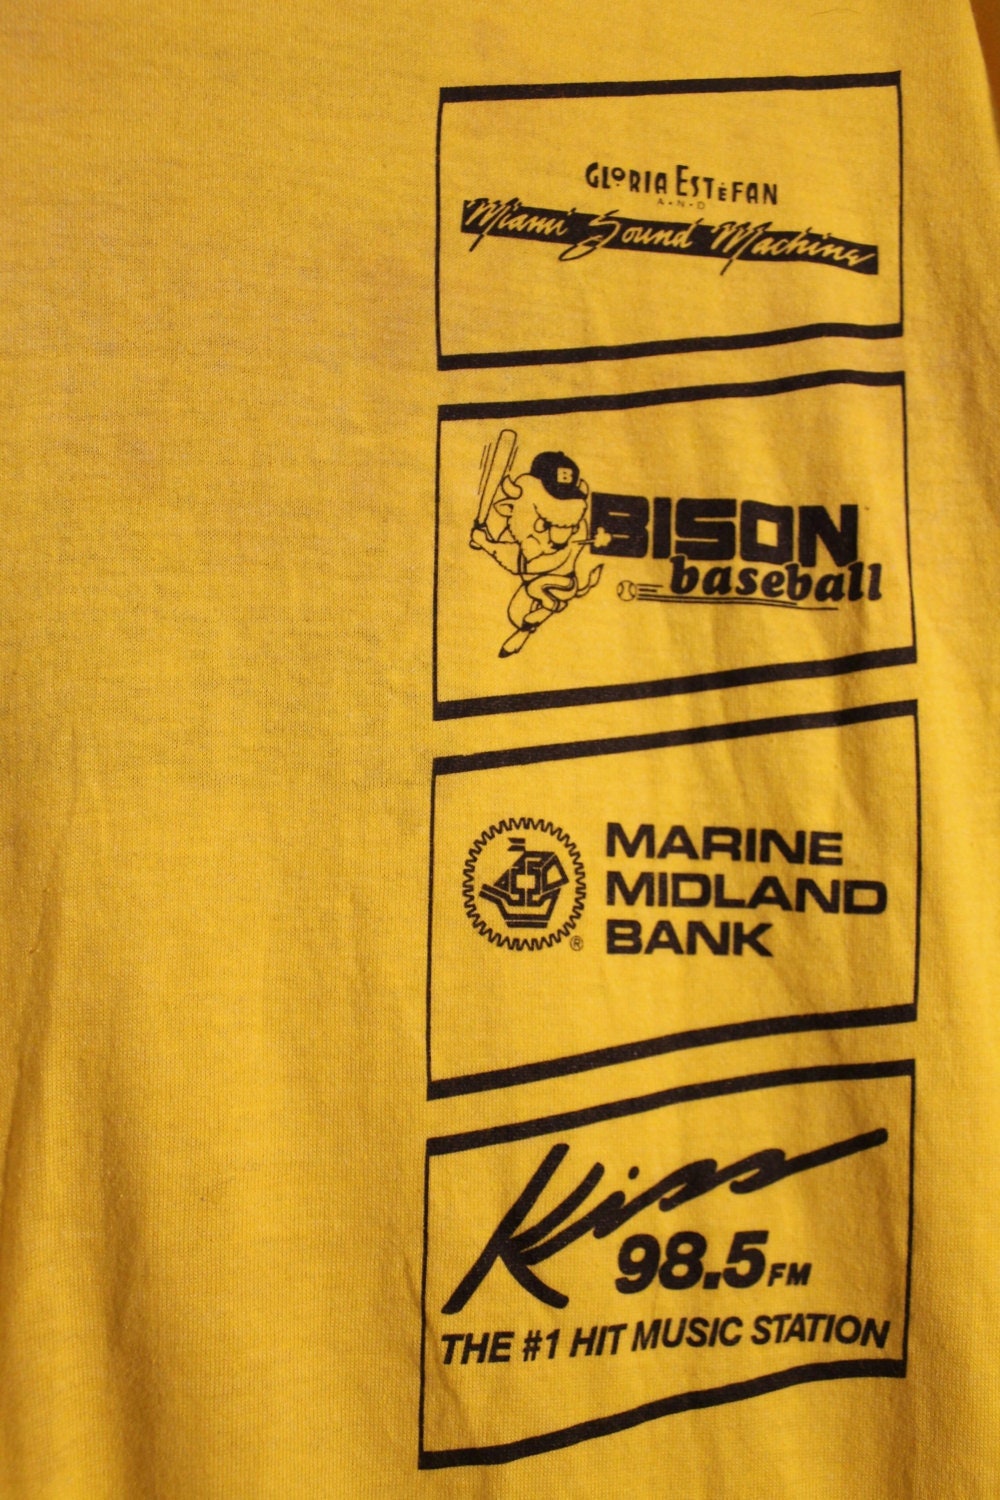 GLORIA ESTEFAN
A·N·D
Miami Sound Machine
B
BISON
baseball
MARINE
MIDLAND
BANK
®
Kiss
98.5 FM
THE #1 HIT MUSIC STATION